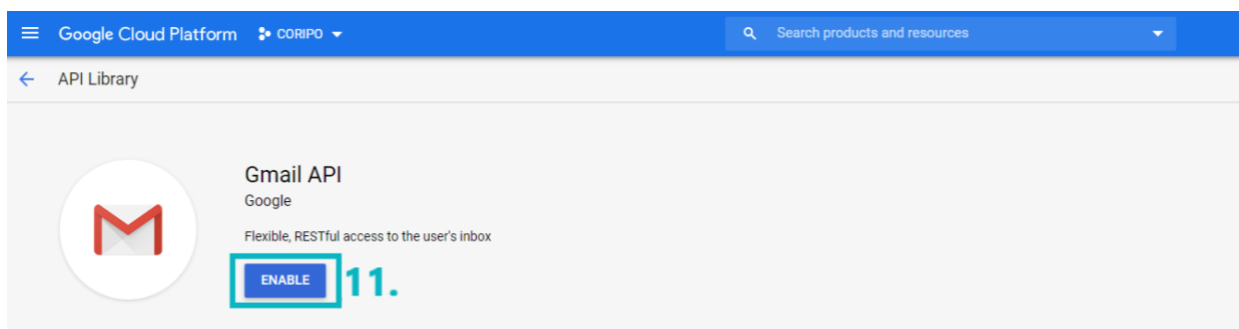 Google Cloud Platform CORIPO Search products and resources
API Library
Gmail API
Google
Flexible, RESTful access to the user's inbox
ENABLE 11.